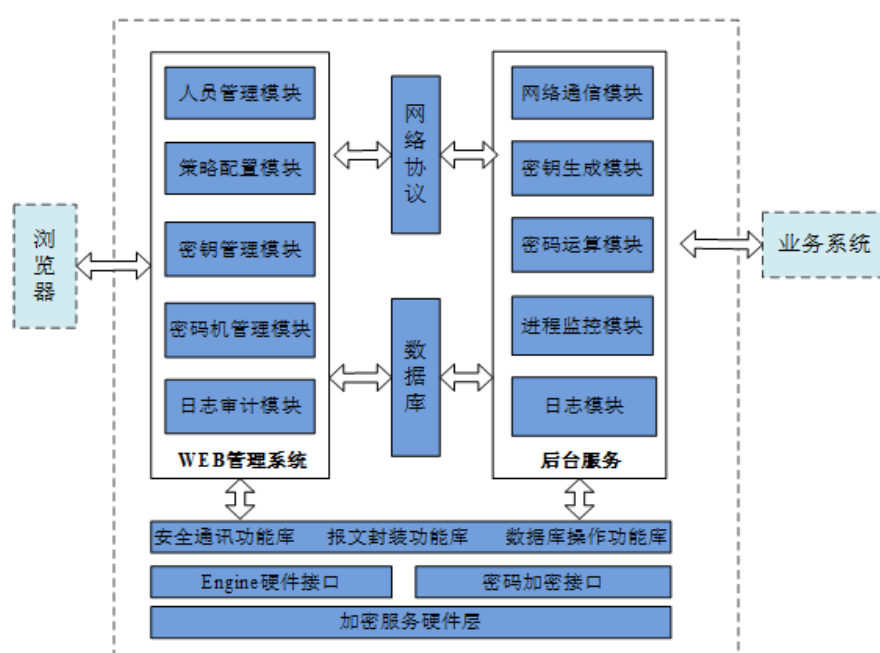 浏览器
人员管理模块
策略配置模块
密钥管理模块
密码机管理模块
日志审计模块
WEB管理系统
网络协议
数据库
网络通信模块
密钥生成模块
密码运算模块
进程监控模块
日志模块
后台服务
业务系统
安全通讯功能库 报文封装功能库 数据库操作功能库
Engine硬件接口 密码加密接口
加密服务硬件层